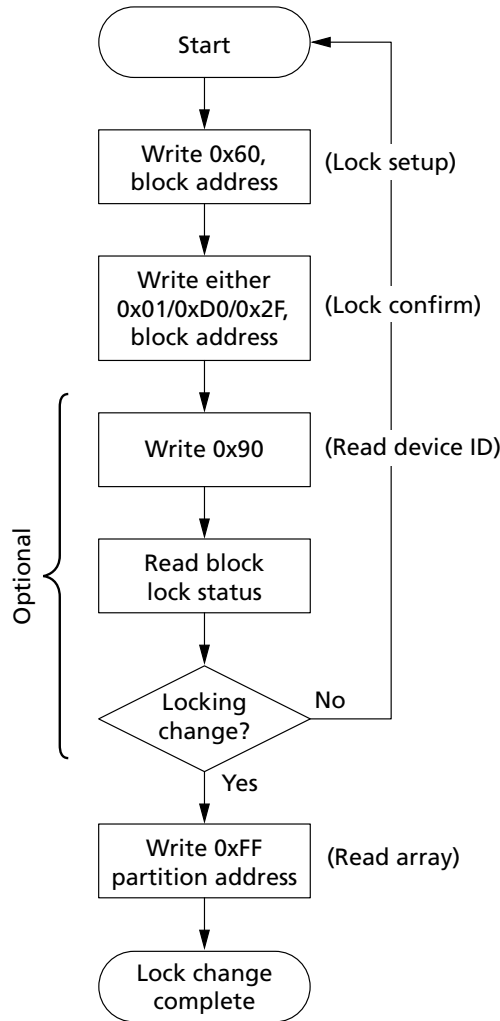 Start
Write 0x60,
block address
(Lock setup)
Write either
0x01/0xD0/0x2F,
block address
(Lock confirm)
Optional
Write 0x90
(Read device ID)
Read block
lock status
Locking
change?
No
Yes
Write 0xFF
partition address
(Read array)
Lock change
complete